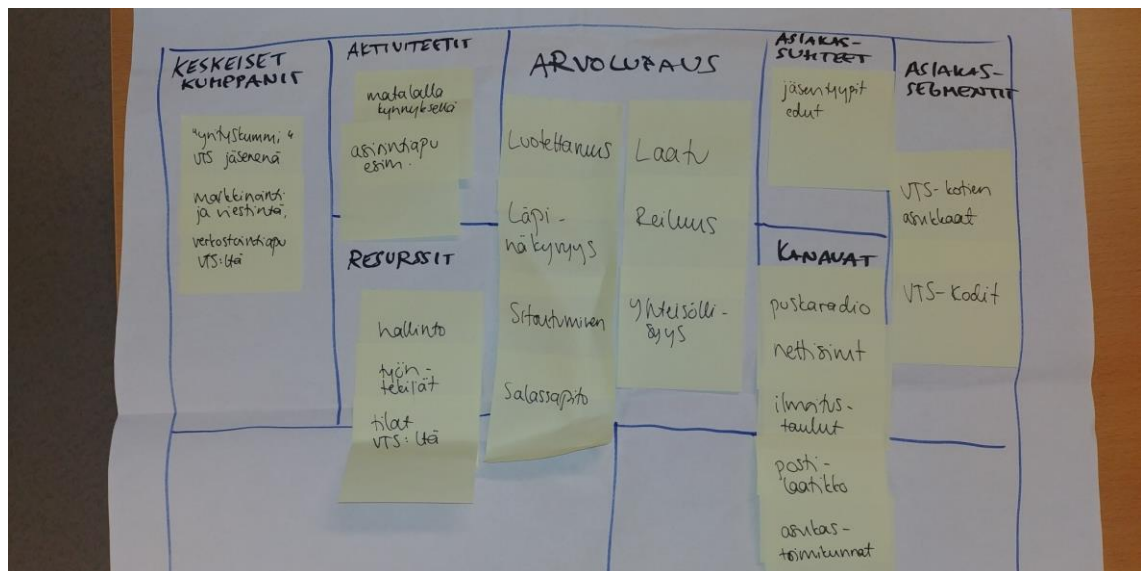 KESKEISET
KUMPPANIT
"yrityskummi"
VTS jäsenenä
markkinointi
ja viestintä,
verkostointiapu
VTS:ltä
AKTIVITEETIT
matalalla
kynnyksellä
asiointiapu
esim.
RESURSSIT
hallinto
työn-
tekijät
tilat
VTS:ltä
ARVOLUPAUS
Luotettavuus
Läpi-
näkyvyys
Sitoutuminen
Salassapito
Laatu
Reiluus
Yhteisölli-
syys
ASIAKAS-
SUHTEET
jäsentyypit
edut
KANAVAT
puskaradio
nettisivut
ilmoitus-
taulut
posti-
laatikko
asukas-
toimikunnat
ASIAKAS-
SEGMENTIT
VTS-kotien
asukkaat
VTS-Kodit